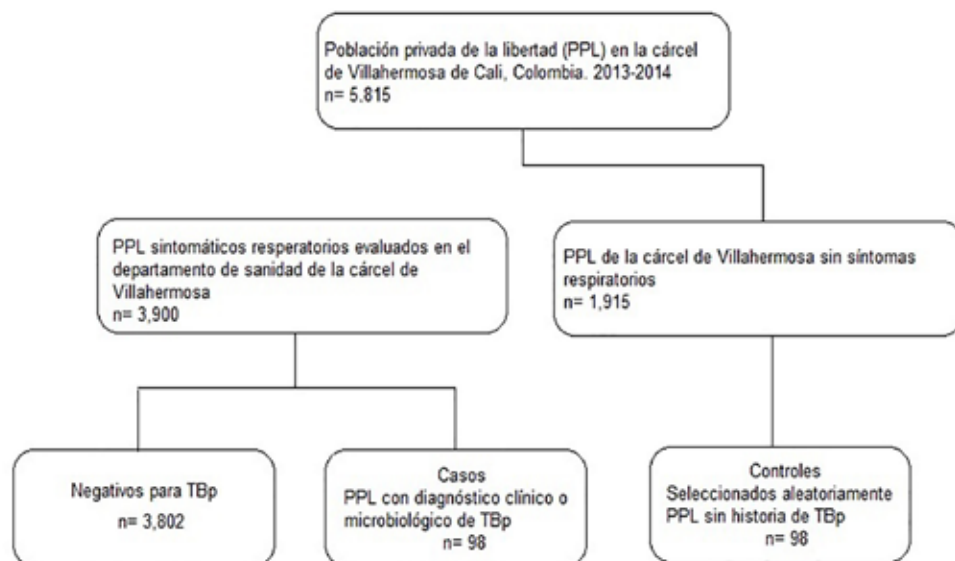 Población privada de la libertad (PPL) en la cárcel
de Villahermosa de Cali, Colombia. 2013-2014
n= 5.815
PPL sintomáticos resperatorios evaluados en el
departamento de sanidad de la cárcel de
Villahermosa
n= 3,900
PPL de la cárcel de Villahermosa sin síntomas
respiratorios
n= 1,915
Negativos para TBp
n= 3,802
Casos
PPL con diagnóstico clínico o
microbiológico de TBp
n= 98
Controles
Seleccionados aleatoriamente
PPL sin historia de TBp
n= 98